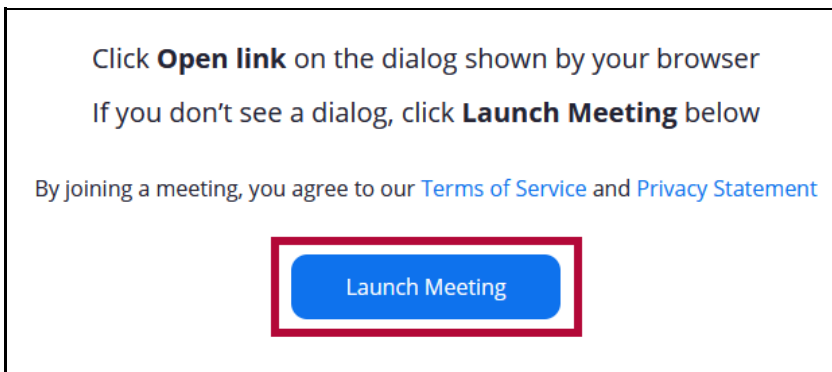 Click Open link on the dialog shown by your browser
If you don’t see a dialog, click Launch Meeting below
By joining a meeting, you agree to our Terms of Service and Privacy Statement
Launch Meeting